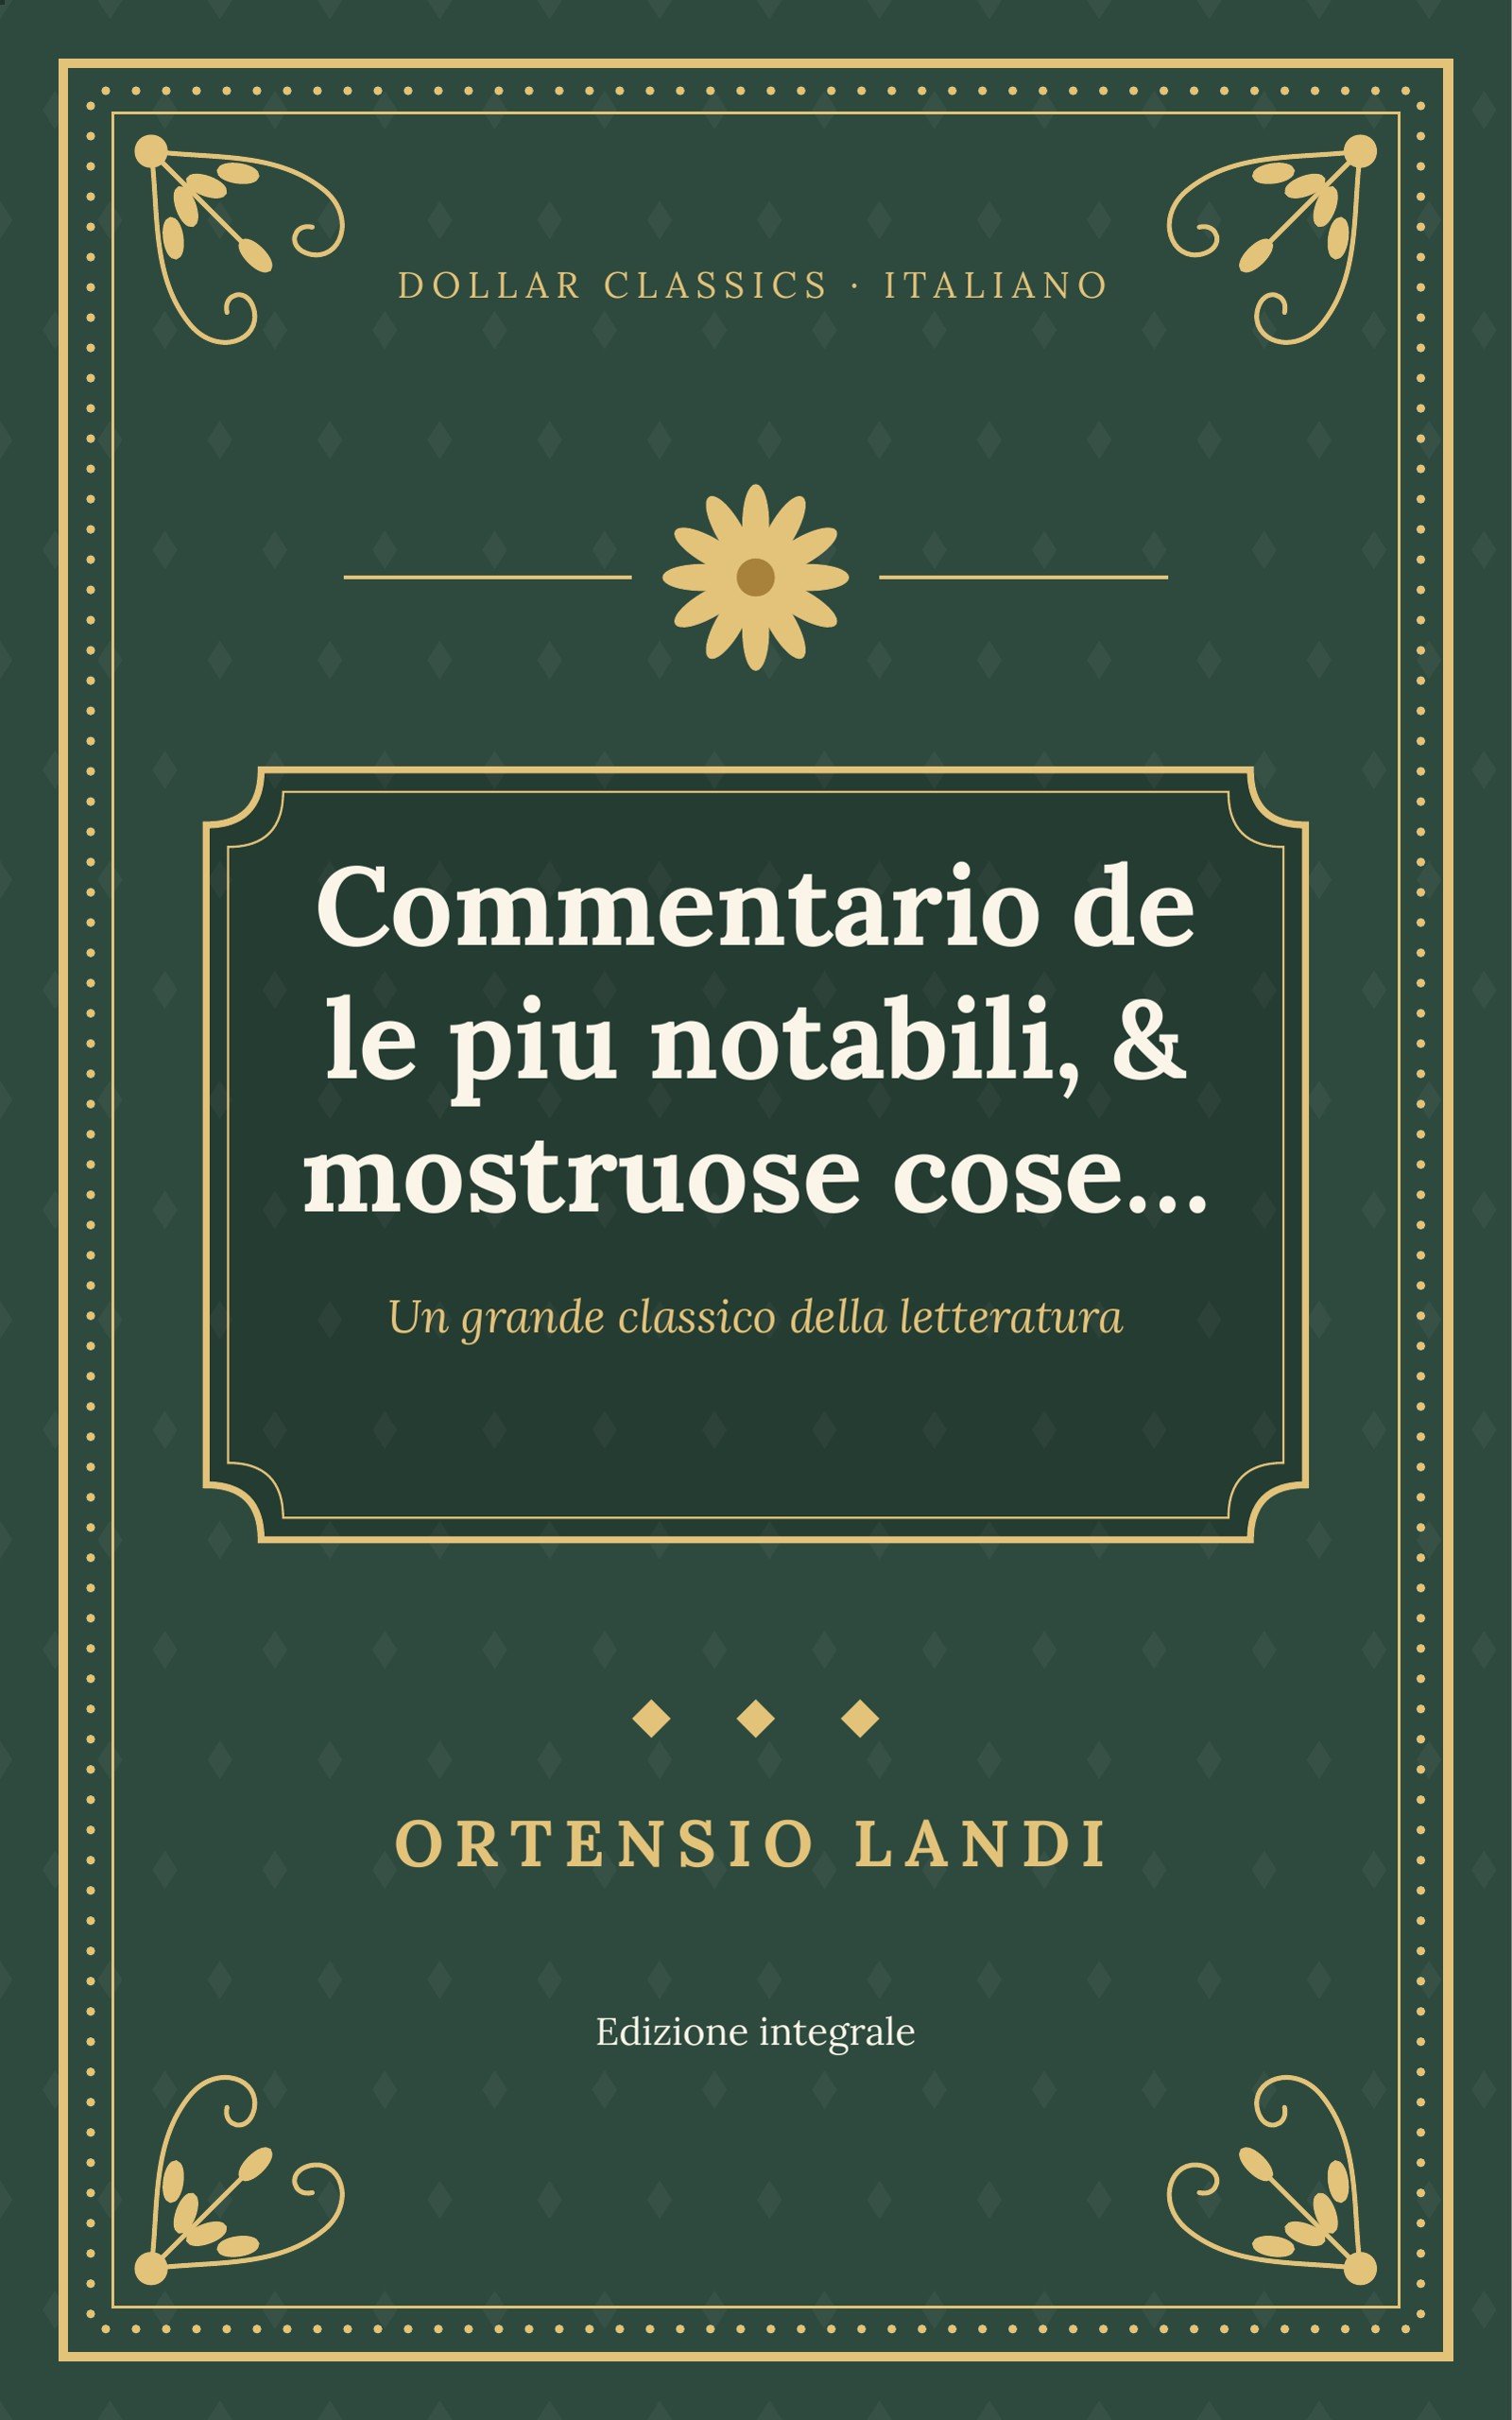 DOLLAR CLASSICS · ITALIANO
Commentario de
le piu notabili, &
mostruose cose...
Un grande classico della letteratura
ORTENSIO LANDI
Edizione integrale